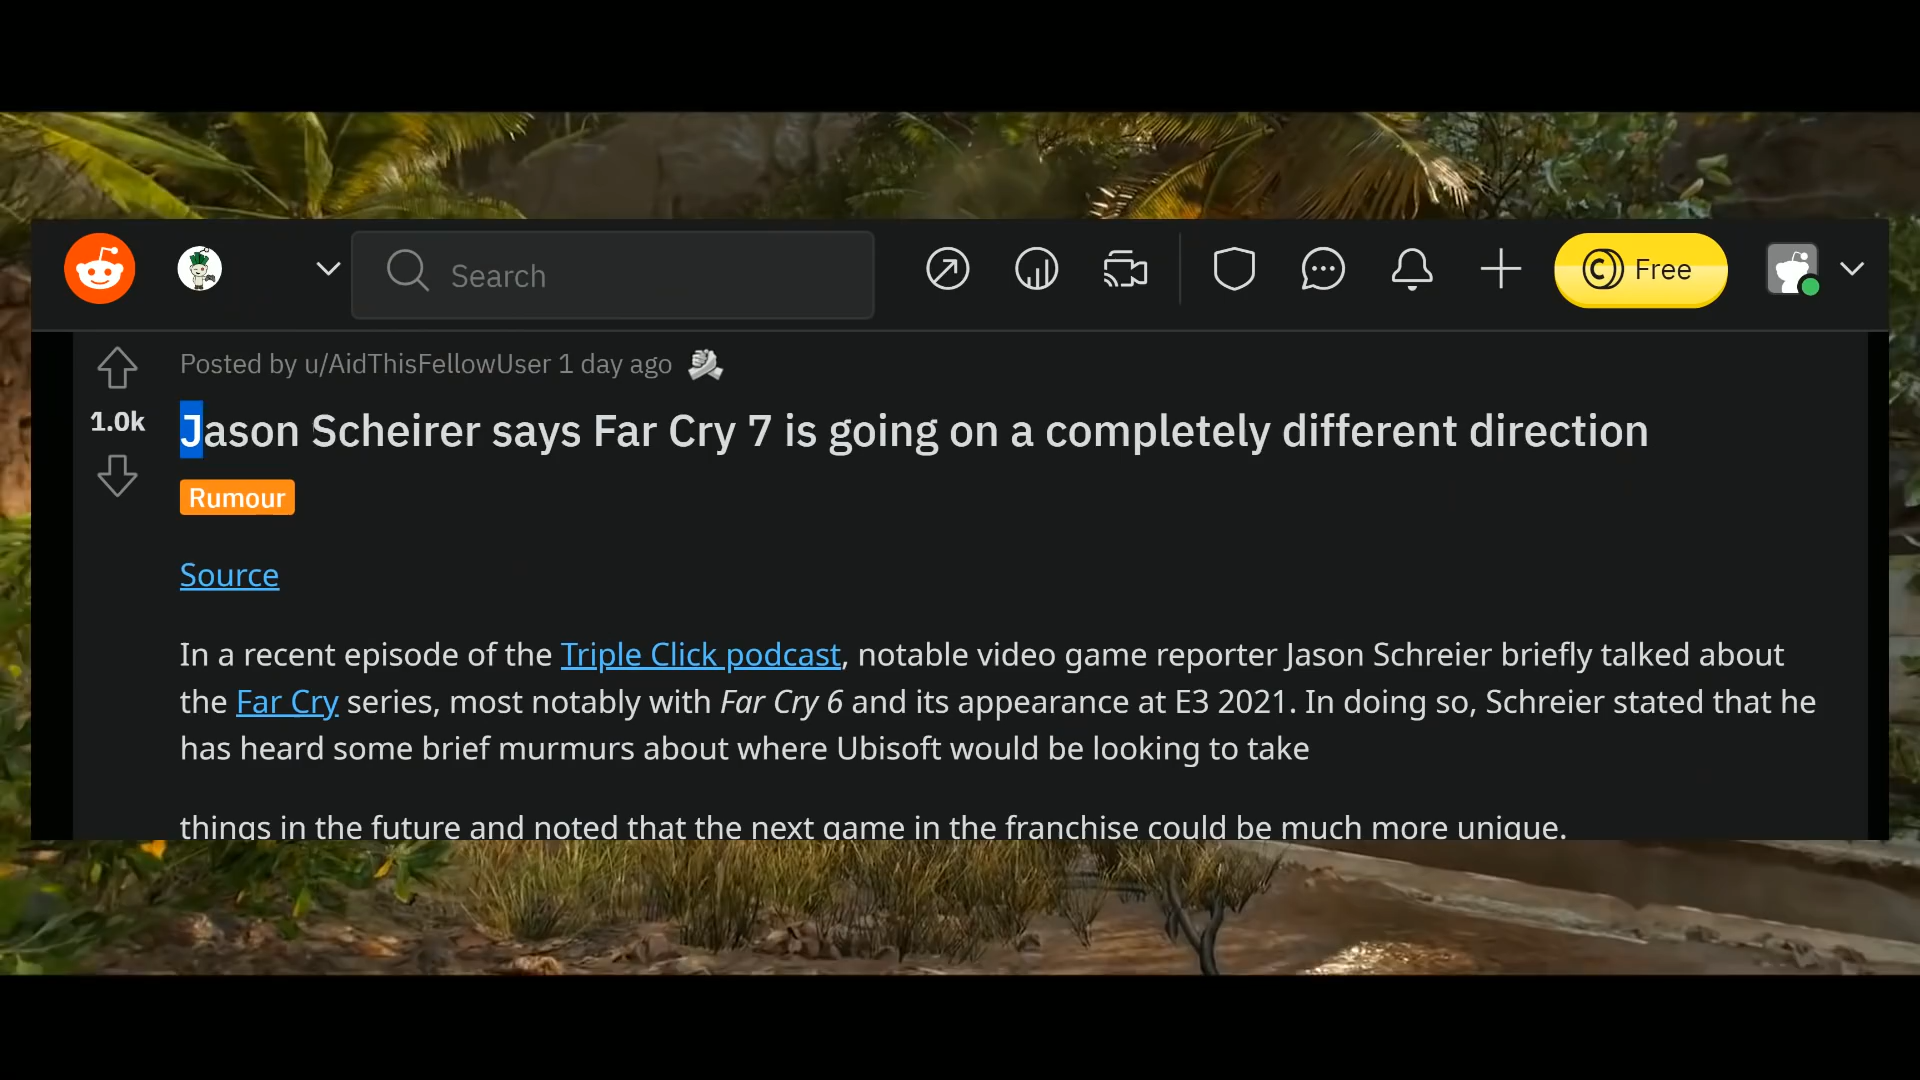 Search
Free
Posted by u/AidThisFellowUser 1 day ago
1.0k
Jason Scheirer says Far Cry 7 is going on a completely different direction
Rumour
Source
In a recent episode of the Triple Click podcast, notable video game reporter Jason Schreier briefly talked about
the Far Cry series, most notably with Far Cry 6 and its appearance at E3 2021. In doing so, Schreier stated that he
has heard some brief murmurs about where Ubisoft would be looking to take
things in the future and noted that the next game in the franchise could be much more unique.